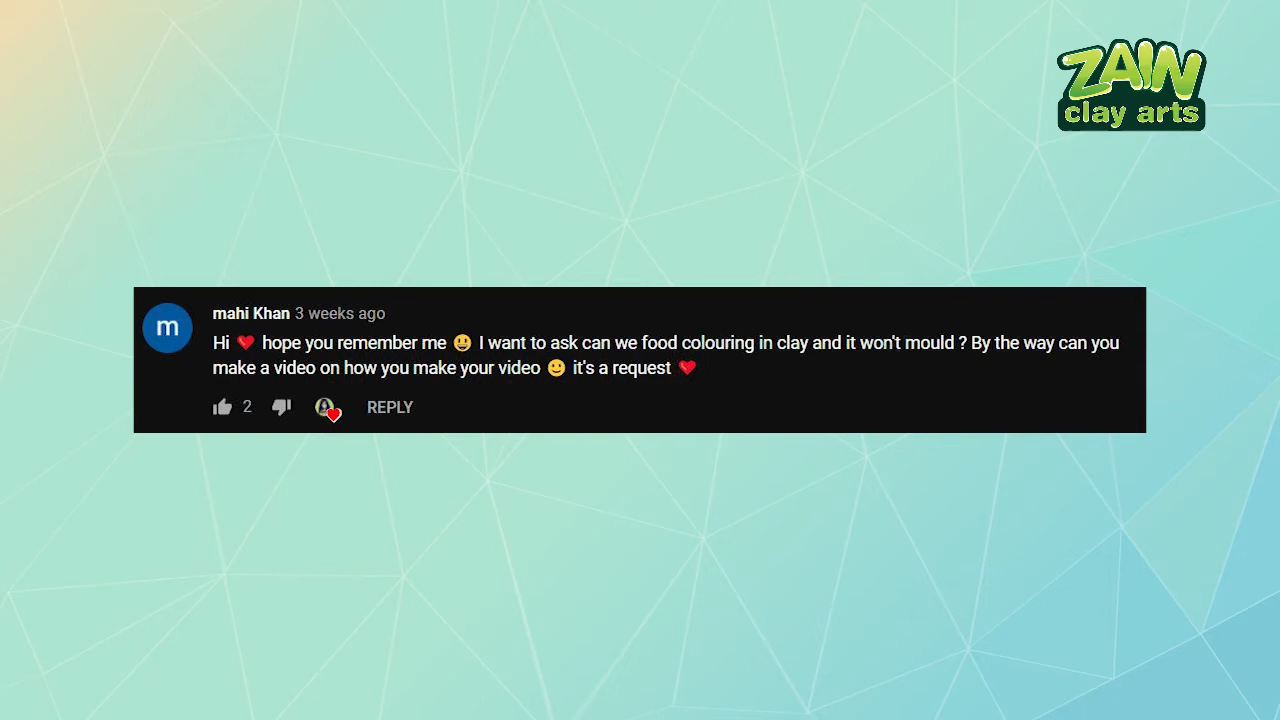 ZAIN
clay arts
m
mahi Khan 3 weeks ago
Hi ❤️ hope you remember me 😃 I want to ask can we food colouring in clay and it won't mould ? By the way can you
make a video on how you make your video 🙂 it's a request ❤️
2 REPLY